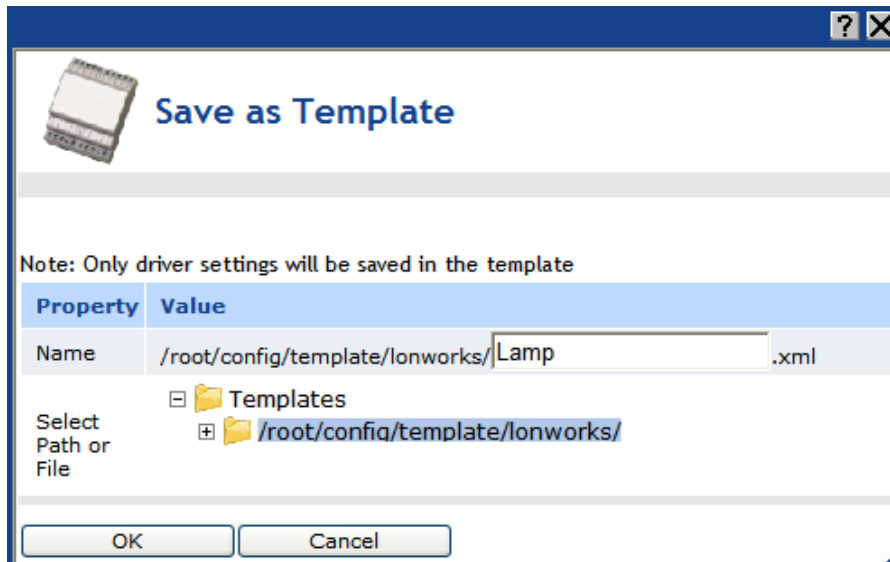 ?
Save as Template
Note: Only driver settings will be saved in the template
Property Value
Name /root/config/template/lonworks/Lamp.xml
Templates
/root/config/template/lonworks/
Select
Path or
File
OK Cancel